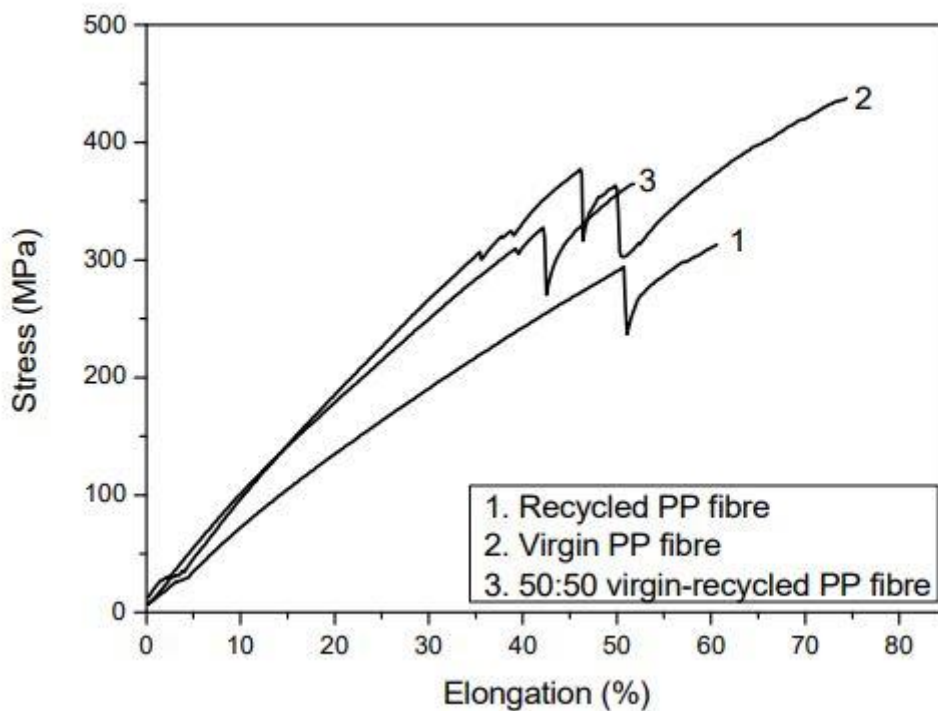 500
400
300
200
100
0
Stress (MPa)
2
3
1
1. Recycled PP fibre
2. Virgin PP fibre
3. 50:50 virgin-recycled PP fibre
0 10 20 30 40 50 60 70 80
Elongation (%)